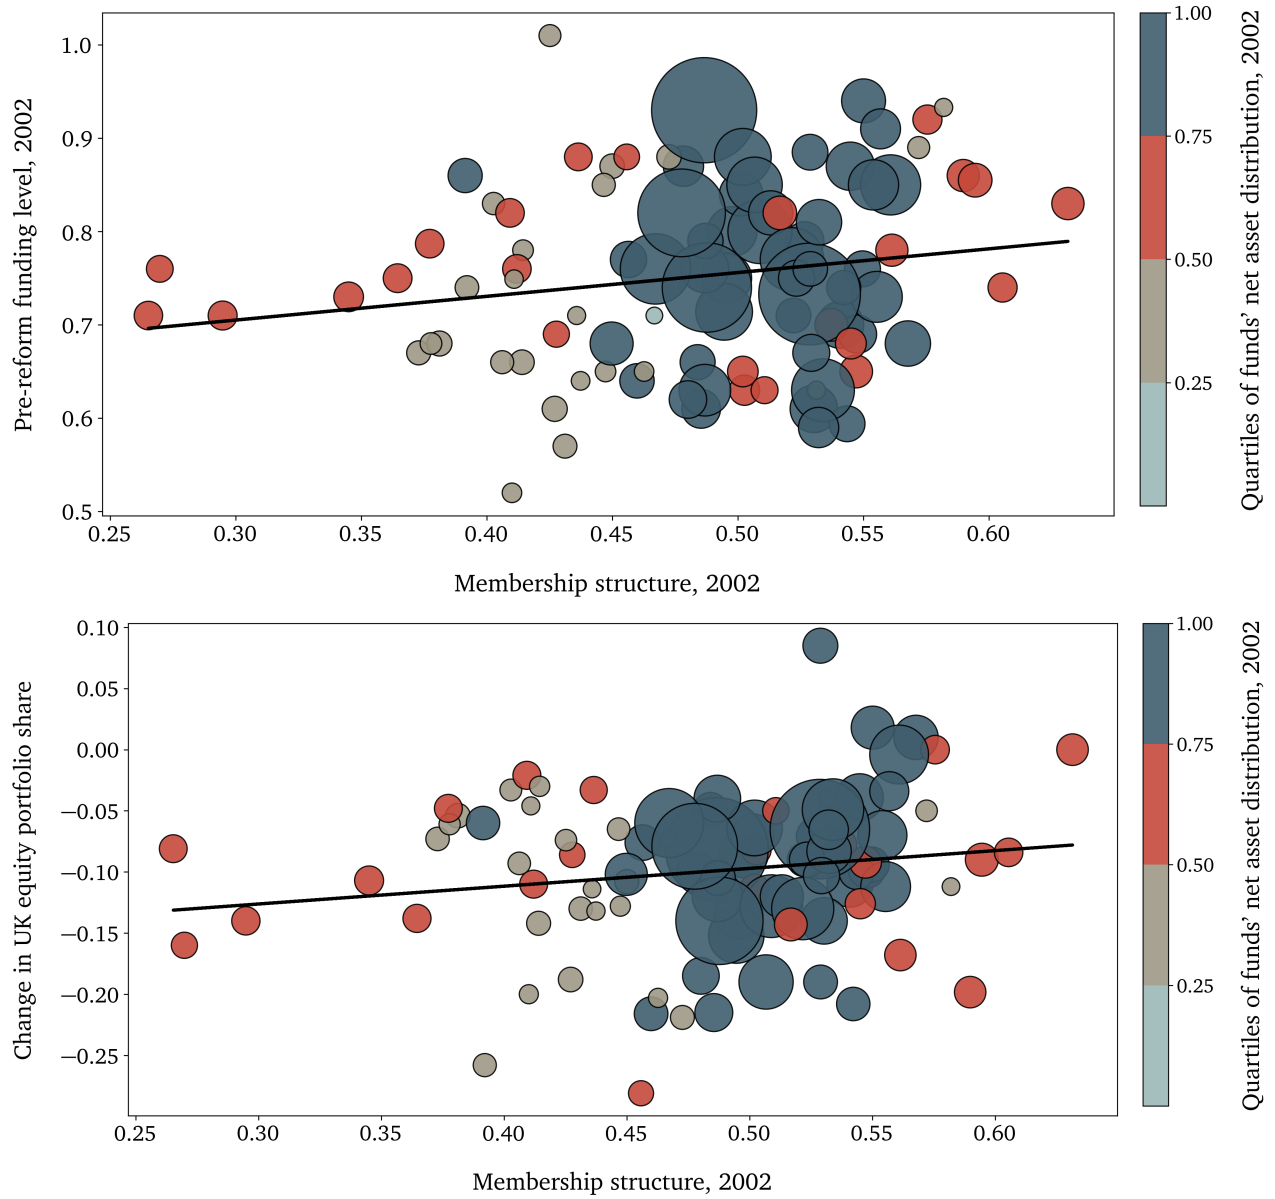 1.0
0.9
0.8
0.7
0.6
0.5
Pre-reform funding level, 2002
0.25 0.30 0.35 0.40 0.45 0.50 0.55 0.60
Membership structure, 2002
1.00
0.75
0.50
0.25
Quartiles of funds' net asset distribution, 2002
0.10
0.05
0.00
−0.05
−0.10
−0.15
−0.20
−0.25
Change in UK equity portfolio share
0.25 0.30 0.35 0.40 0.45 0.50 0.55 0.60
Membership structure, 2002
1.00
0.75
0.50
0.25
Quartiles of funds' net asset distribution, 2002